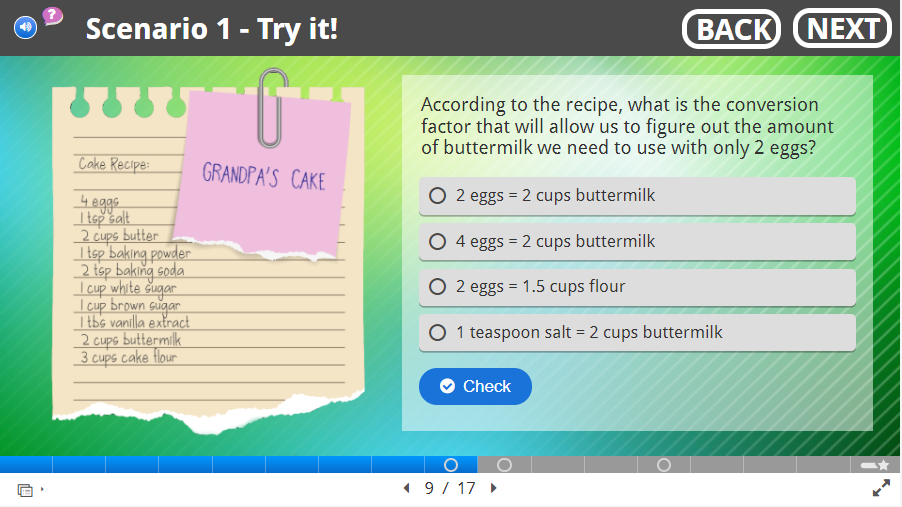 ?
Scenario 1 - Try it!
BACK
NEXT
Cake Recipe:
4 eggs
1 tsp salt
2 cups butter
1 tsp baking powder
2 tsp baking soda
1 cup white sugar
1 cup brown sugar
1 tbs vanilla extract
2 cups buttermilk
3 cups cake flour
GRANDPA'S CAKE
According to the recipe, what is the conversion
factor that will allow us to figure out the amount
of buttermilk we need to use with only 2 eggs?
2 eggs = 2 cups buttermilk
4 eggs = 2 cups buttermilk
2 eggs = 1.5 cups flour
1 teaspoon salt = 2 cups buttermilk
Check
9 / 17